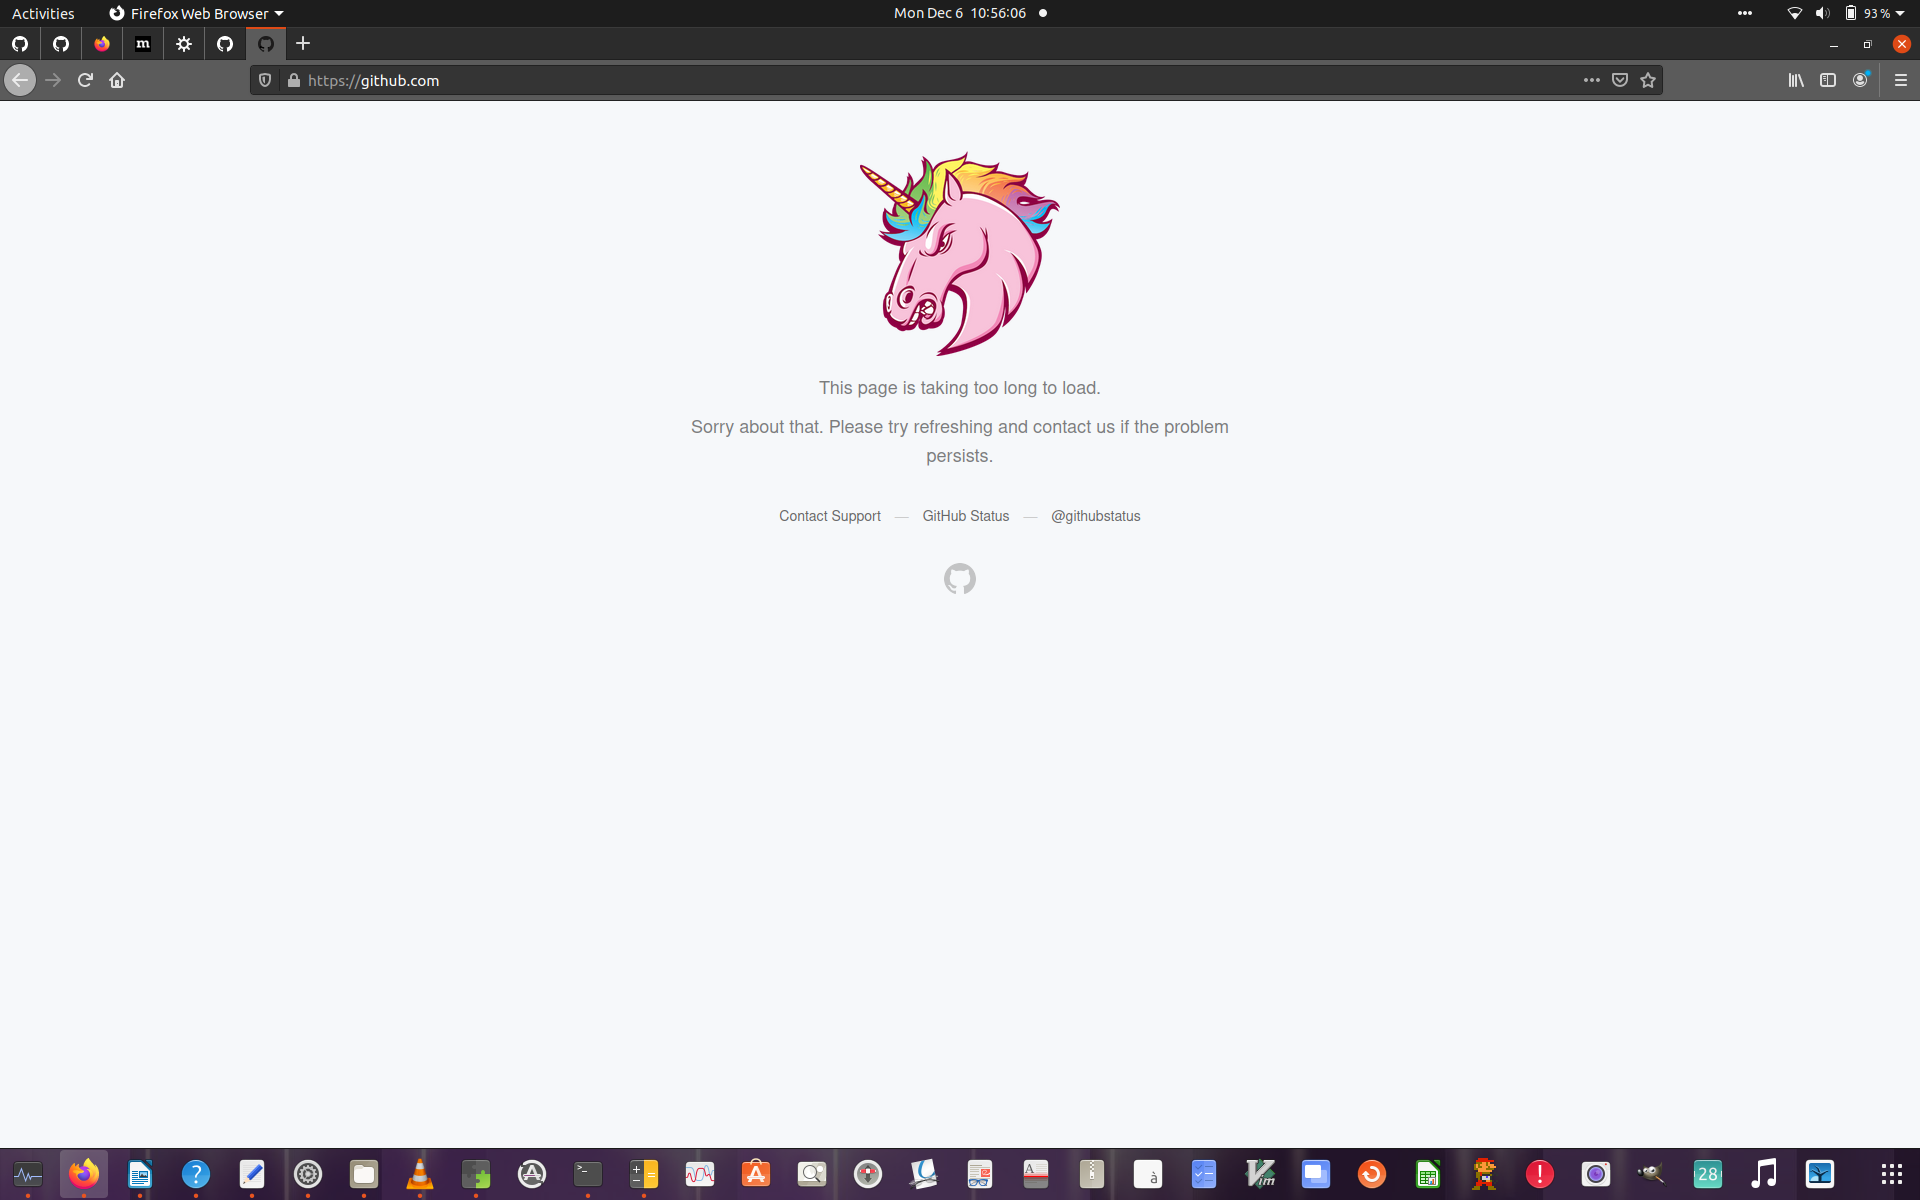 Activities
Firefox Web Browser
Mon Dec 6 10:56:06
93 %
m
https://github.com
This page is taking too long to load.
Sorry about that. Please try refreshing and contact us if the problem
persists.
Contact Support — GitHub Status — @githubstatus
?
>_
A
à
Vim
!
28